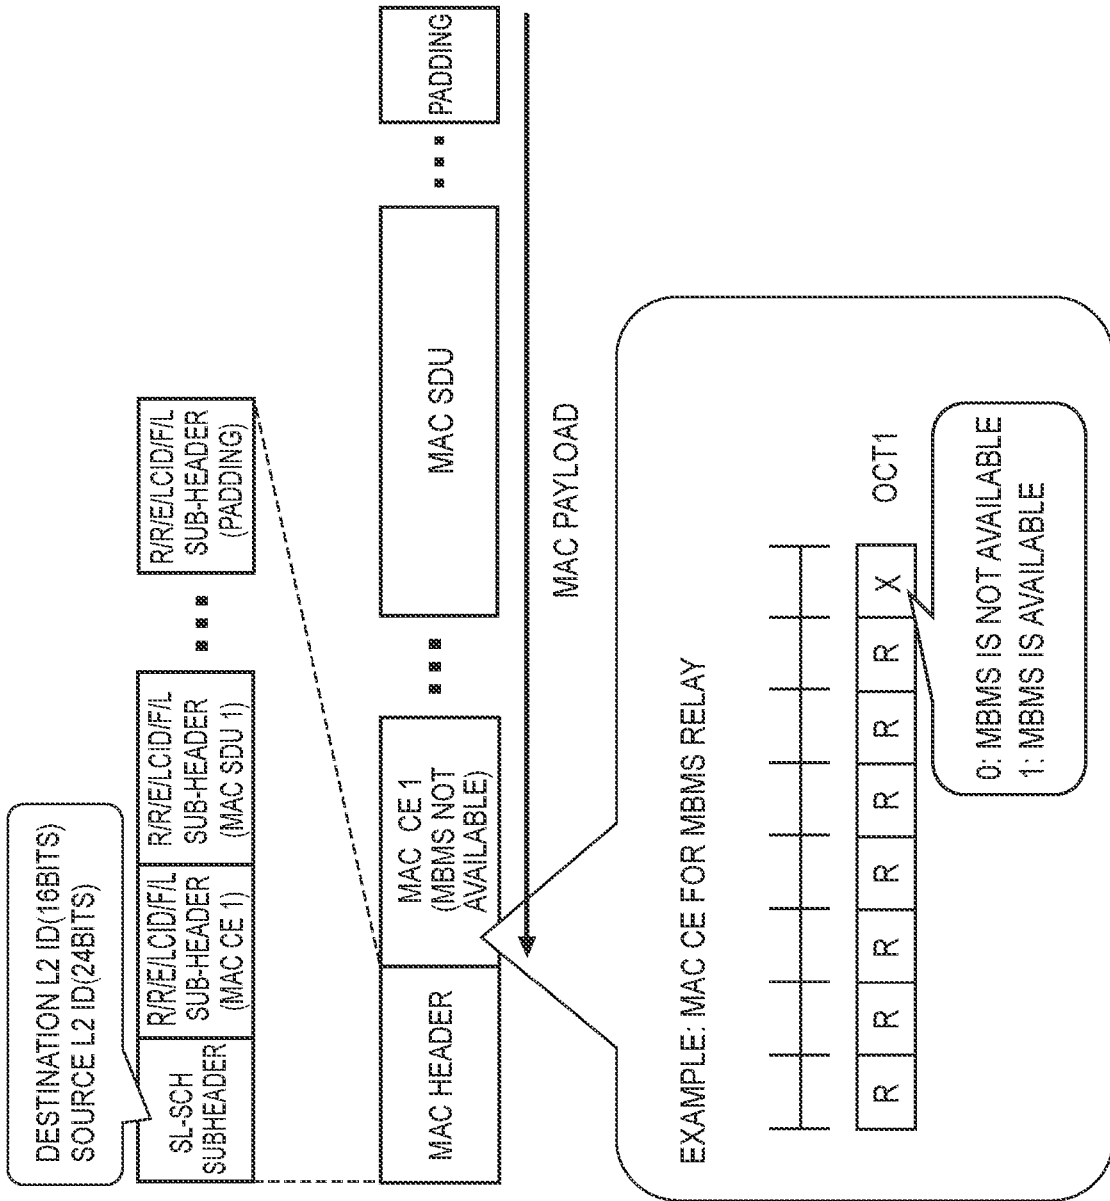 DESTINATION L2 ID(16BITS)
SOURCE L2 ID(24BITS)
SL-SCH
SUBHEADER
R/R/E/LCID/F/L
SUB-HEADER
(MAC CE 1)
R/R/E/LCID/F/L
SUB-HEADER
(MAC SDU 1)
R/R/E/LCID/F/L
SUB-HEADER
(PADDING)
MAC HEADER
MAC CE 1
(MBMS NOT
AVAILABLE)
MAC SDU
PADDING
MAC PAYLOAD
EXAMPLE: MAC CE FOR MBMS RELAY
R R R R R R R X OCT1
0: MBMS IS NOT AVAILABLE
1: MBMS IS AVAILABLE